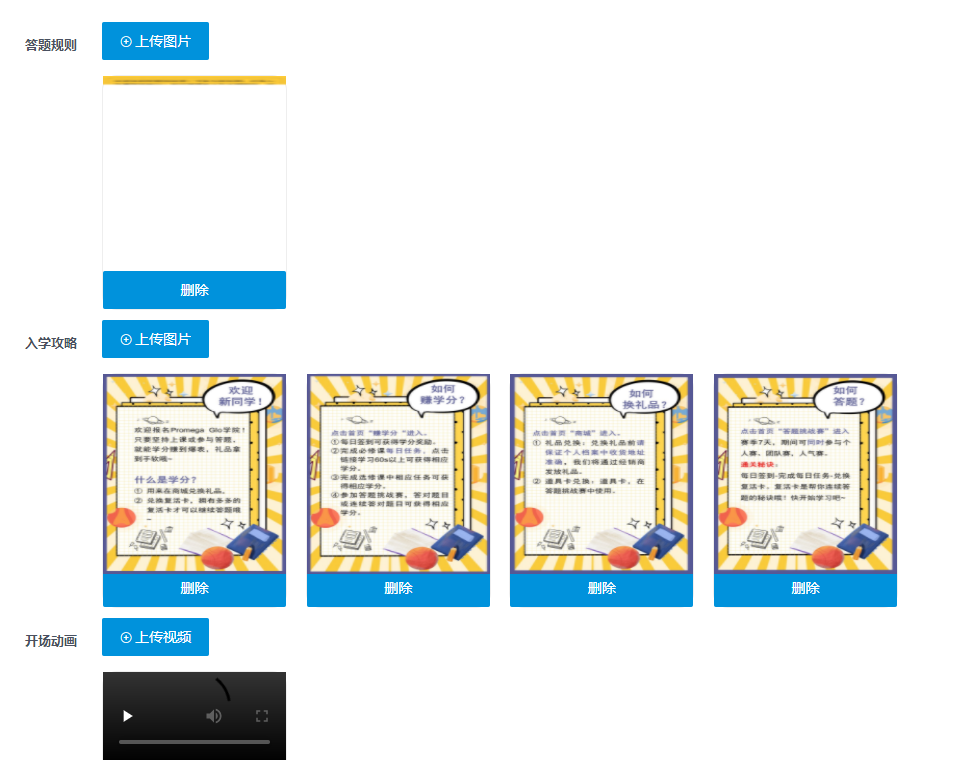 答题规则
上传图片
删除
入学攻略
上传图片
欢迎
新同学！
欢迎报名Promega Glo学院！
只要坚持上课或参与答题，
就能学分赚到爆表，礼品拿
到手软哦~
什么是学分？
① 用来在商城兑换礼品。
② 兑换复活卡，拥有多多的
复活卡才可以继续答题哦
~
删除
如何
赚学分？
点击首页“赚学分”进入。
①每日签到可获得学分奖励。
②完成必修课每日任务，点击
链接学习60s以上可获得相应
学分。
③完成选修课中相应任务可获
得相应学分。
④参加答题挑战赛，答对题目
或连续答对题目可获得相应
学分。
删除
如何
换礼品？
点击首页“商城”进入。
① 礼品兑换：兑换礼品前请
保证个人档案中收货地址
准确，我们将通过经销商
发放礼品。
② 道具卡兑换：道具卡，在
答题挑战赛中使用。
删除
如何
答题？
点击首页“答题挑战赛”进入
赛季7天，期间可同时参与个
人赛、团队赛、人气赛。
通关秘诀：
每日签到-完成每日任务-兑换
复活卡，复活卡是帮你连续答
题的秘诀哦！快开始学习吧~
删除
开场动画
上传视频